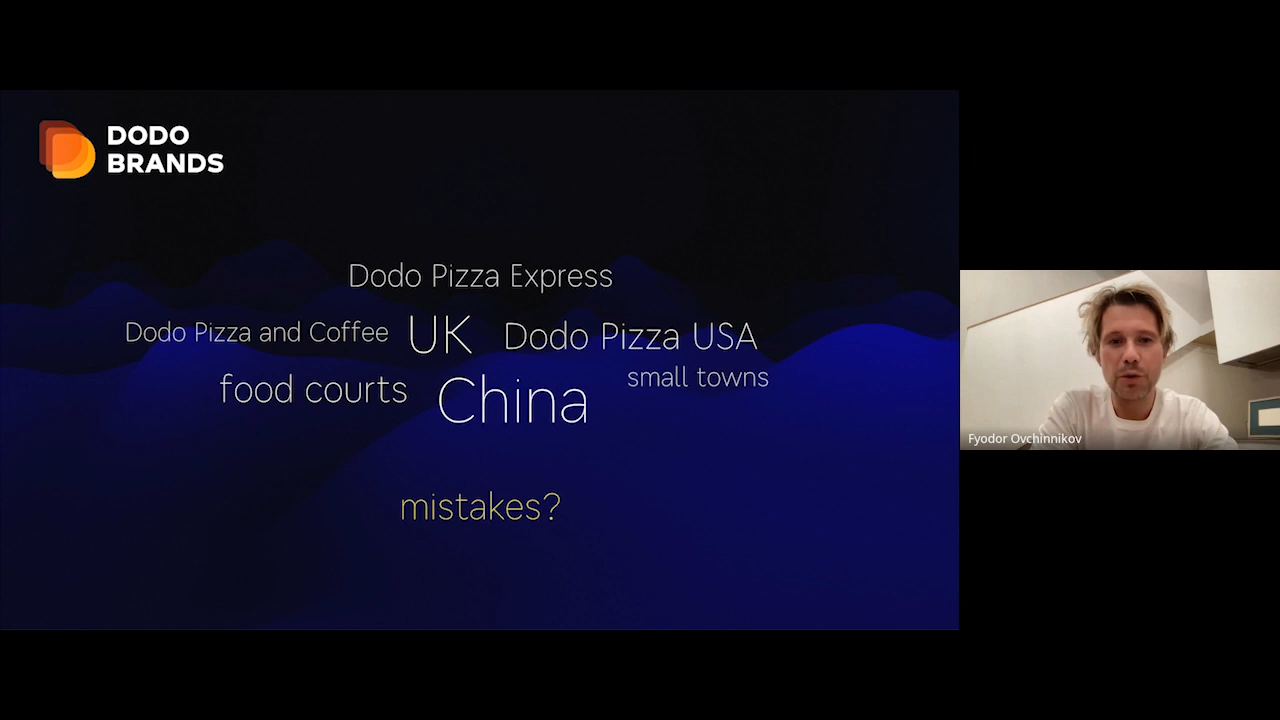 DODO
BRANDS
Dodo Pizza Express
Dodo Pizza and Coffee UK Dodo Pizza USA
food courts China small towns
mistakes?
Fyodor Ovchinnikov